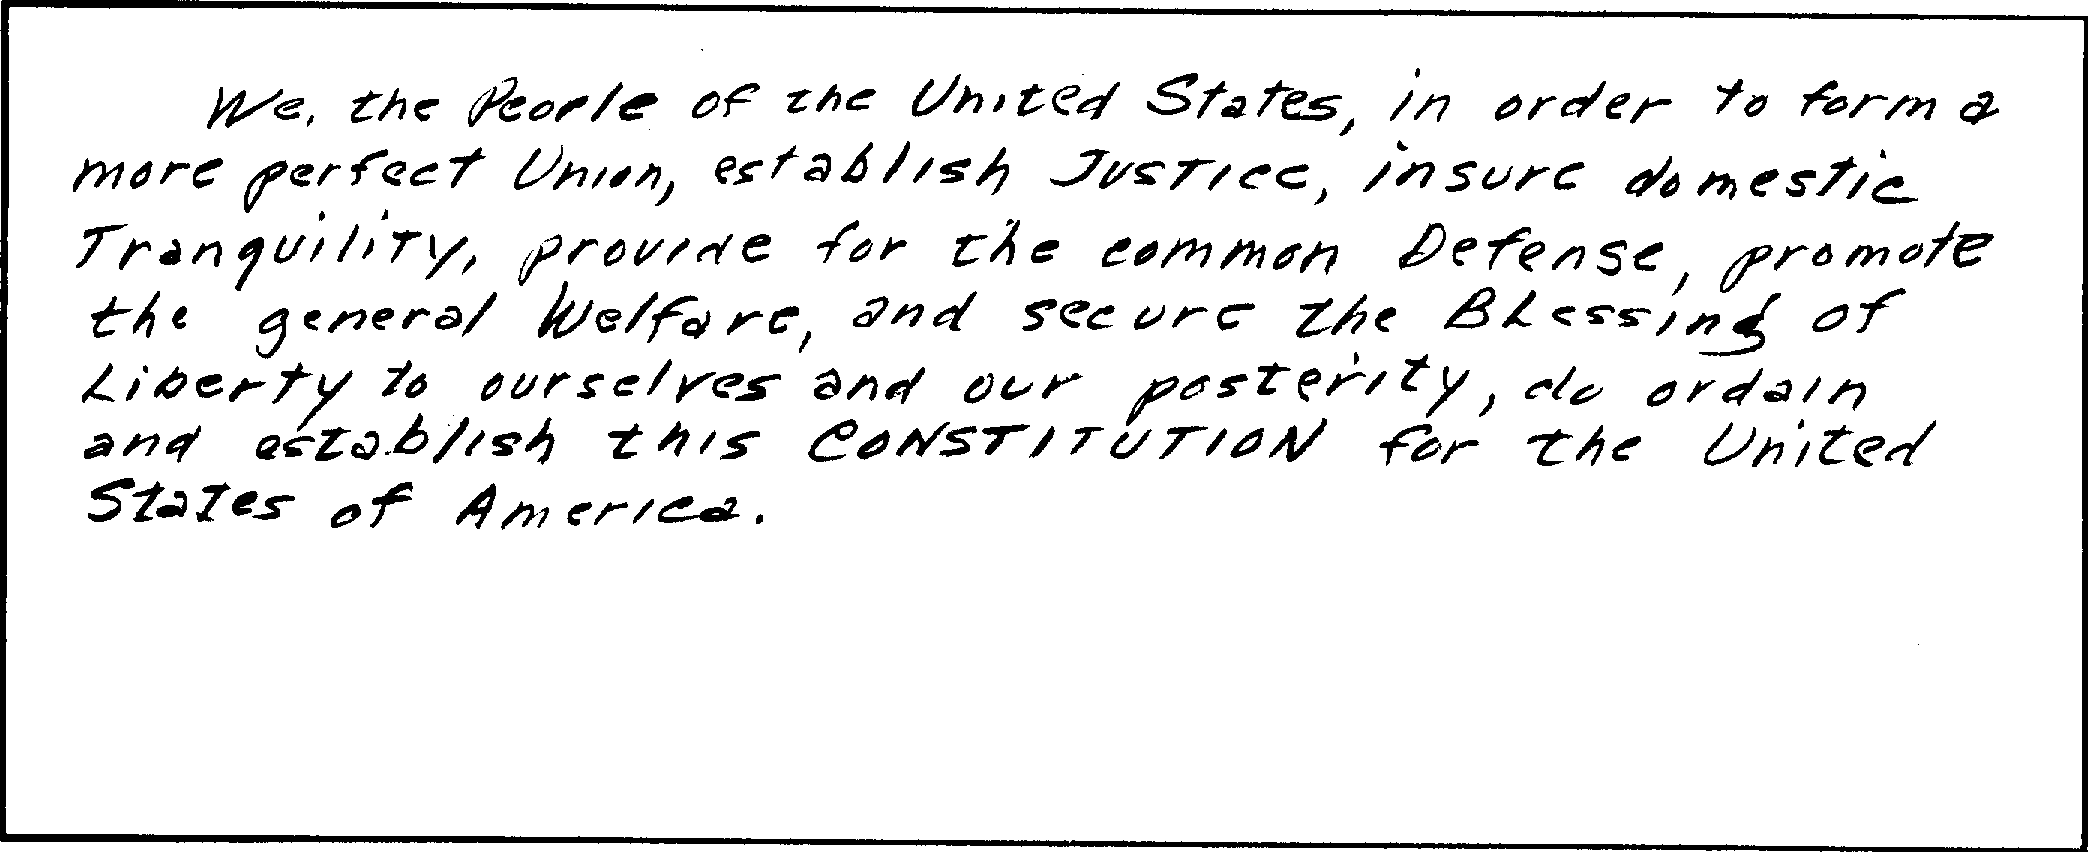 We, the People of the United States, in order to form a
more perfect Union, establish Justice, insure domestic
Tranquility, provide for the common Defense, promote
the general Welfare, and secure the Blessing of
Liberty to ourselves and our posterity, do ordain
and establish this CONSTITUTION for the United
States of America.